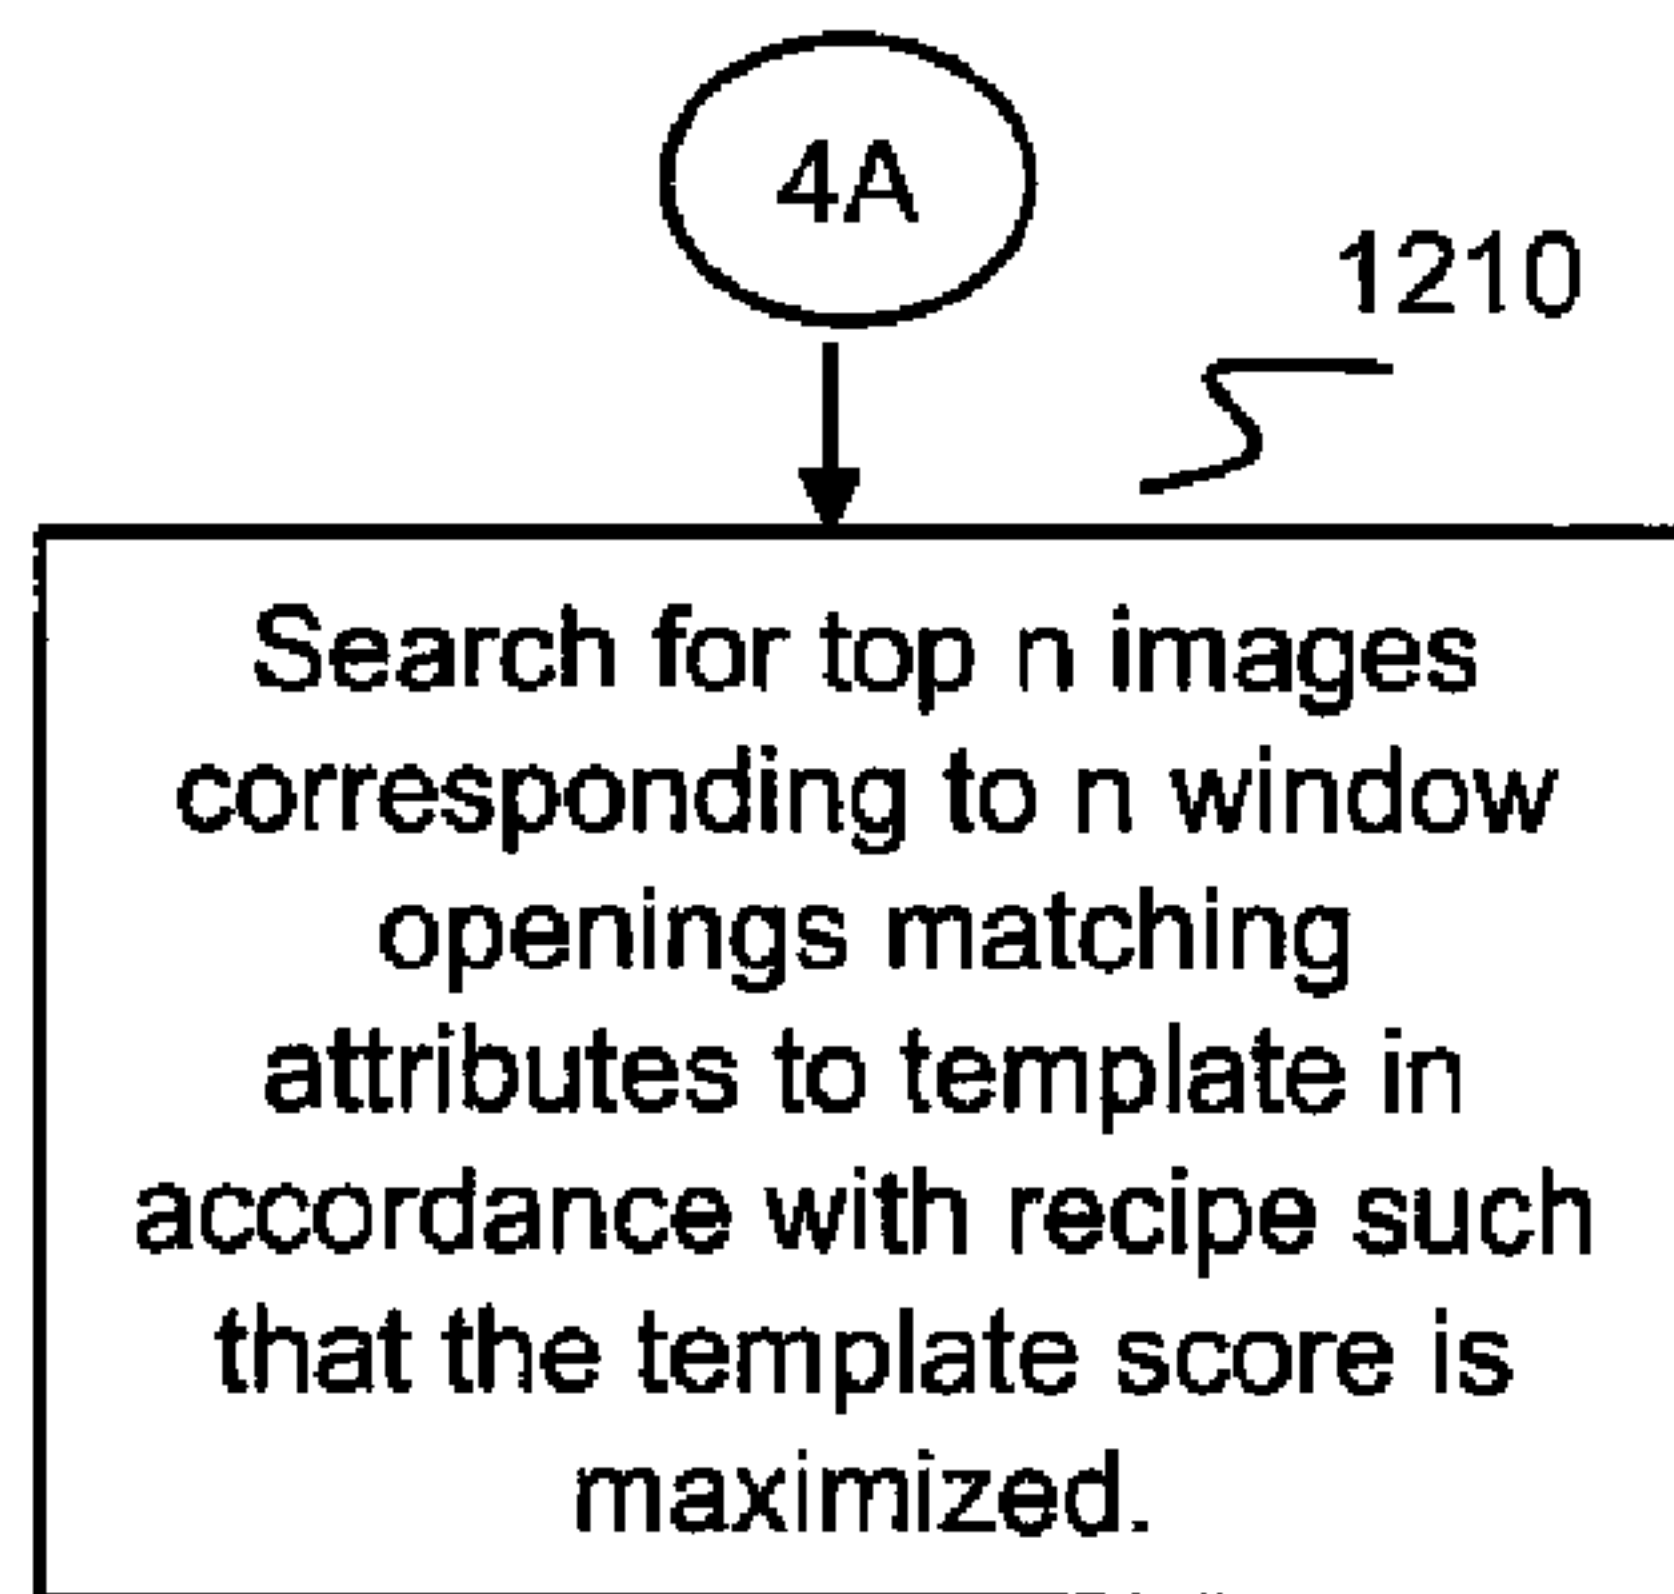 4A
1210
Search for top n images
corresponding to n window
openings matching
attributes to template in
accordance with recipe such
that the template score is
maximized.